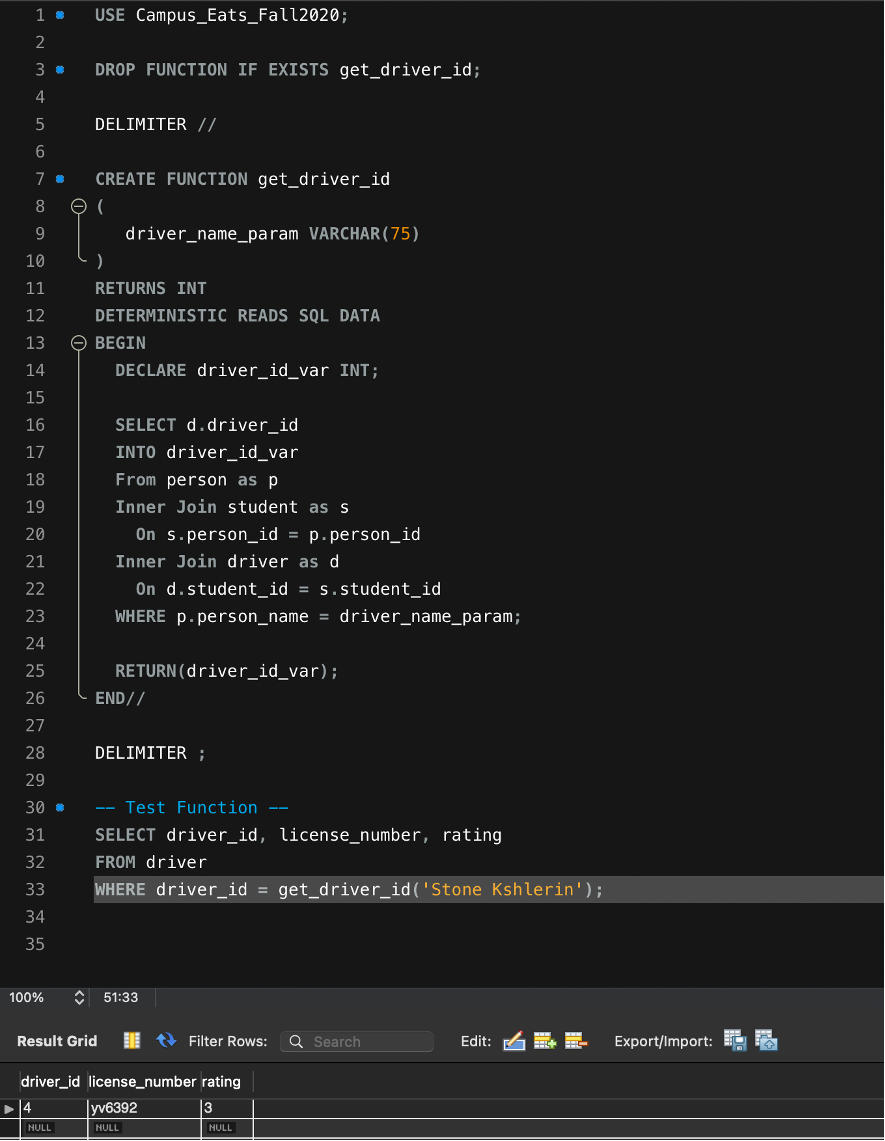 1 USE Campus_Eats_Fall2020;
2
3 DROP FUNCTION IF EXISTS get_driver_id;
4
5 DELIMITER //
6
7 CREATE FUNCTION get_driver_id
8 (
9 driver_name_param VARCHAR(75)
10 )
11 RETURNS INT
12 DETERMINISTIC READS SQL DATA
13 BEGIN
14 DECLARE driver_id_var INT;
15
16 SELECT d.driver_id
17 INTO driver_id_var
18 From person as p
19 Inner Join student as s
20 On s.person_id = p.person_id
21 Inner Join driver as d
22 On d.student_id = s.student_id
23 WHERE p.person_name = driver_name_param;
24
25 RETURN(driver_id_var);
26 END//
27
28 DELIMITER ;
29
30 -- Test Function --
31 SELECT driver_id, license_number, rating
32 FROM driver
33 WHERE driver_id = get_driver_id('Stone Kshlerin');
34
35
100% 51:33
Result Grid Filter Rows: Search Edit: Export/Import:
driver_id license_number rating
4 yv6392 3
NULL NULL NULL